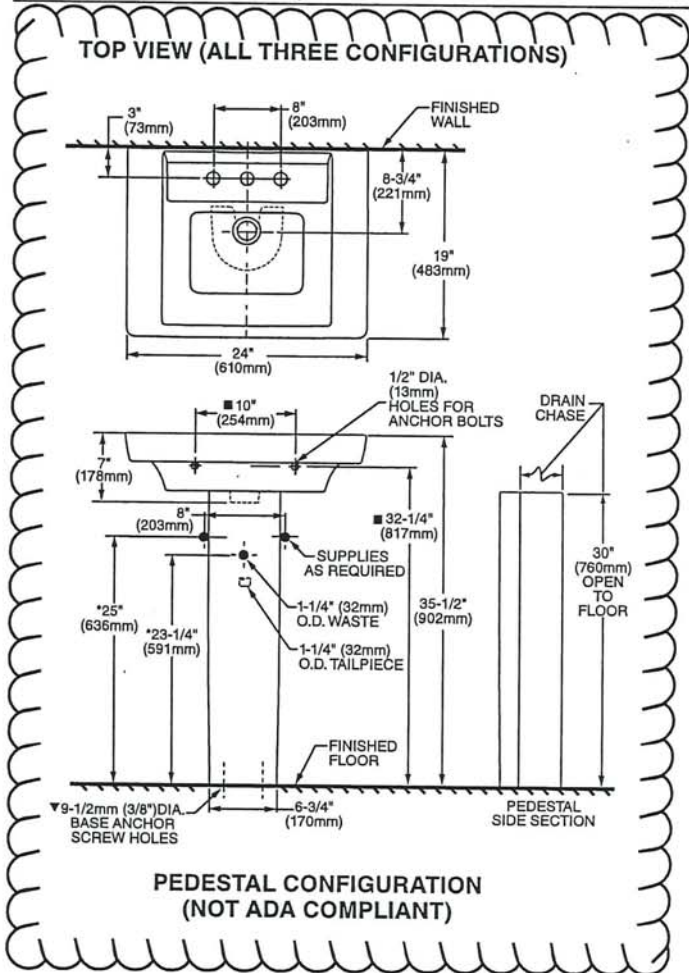 TOP VIEW (ALL THREE CONFIGURATIONS)
3"
(73mm)
8"
(203mm)
FINISHED
WALL
8-3/4"
(221mm)
19"
(483mm)
24"
(610mm)
■ 10"
(254mm)
1/2" DIA.
(13mm)
HOLES FOR
ANCHOR BOLTS
DRAIN
CHASE
7"
(178mm)
8"
(203mm)
■ 32-1/4"
(817mm)
SUPPLIES
AS REQUIRED
*25"
(636mm)
*23-1/4"
(591mm)
1-1/4" (32mm)
O.D. WASTE
1-1/4" (32mm)
O.D. TAILPIECE
35-1/2"
(902mm)
30"
(760mm)
OPEN
TO
FLOOR
FINISHED
FLOOR
▼9-1/2mm (3/8")DIA.
BASE ANCHOR
SCREW HOLES
6-3/4"
(170mm)
PEDESTAL
SIDE SECTION
PEDESTAL CONFIGURATION
(NOT ADA COMPLIANT)